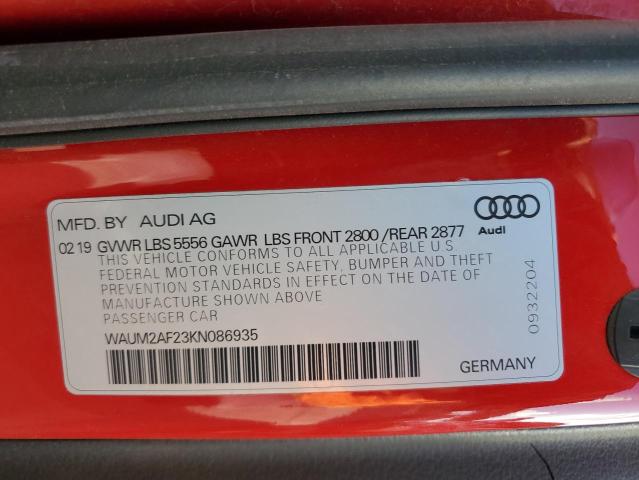 MFD. BY AUDI AG
Audi
02 19 GVWR LBS 5556 GAWR LBS FRONT 2800 /REAR 2877
THIS VEHICLE CONFORMS TO ALL APPLICABLE U.S.
FEDERAL MOTOR VEHICLE SAFETY, BUMPER AND THEFT
PREVENTION STANDARDS IN EFFECT ON THE DATE OF
MANUFACTURE SHOWN ABOVE
PASSENGER CAR
WAUM2AF23KN086935
GERMANY
0932204